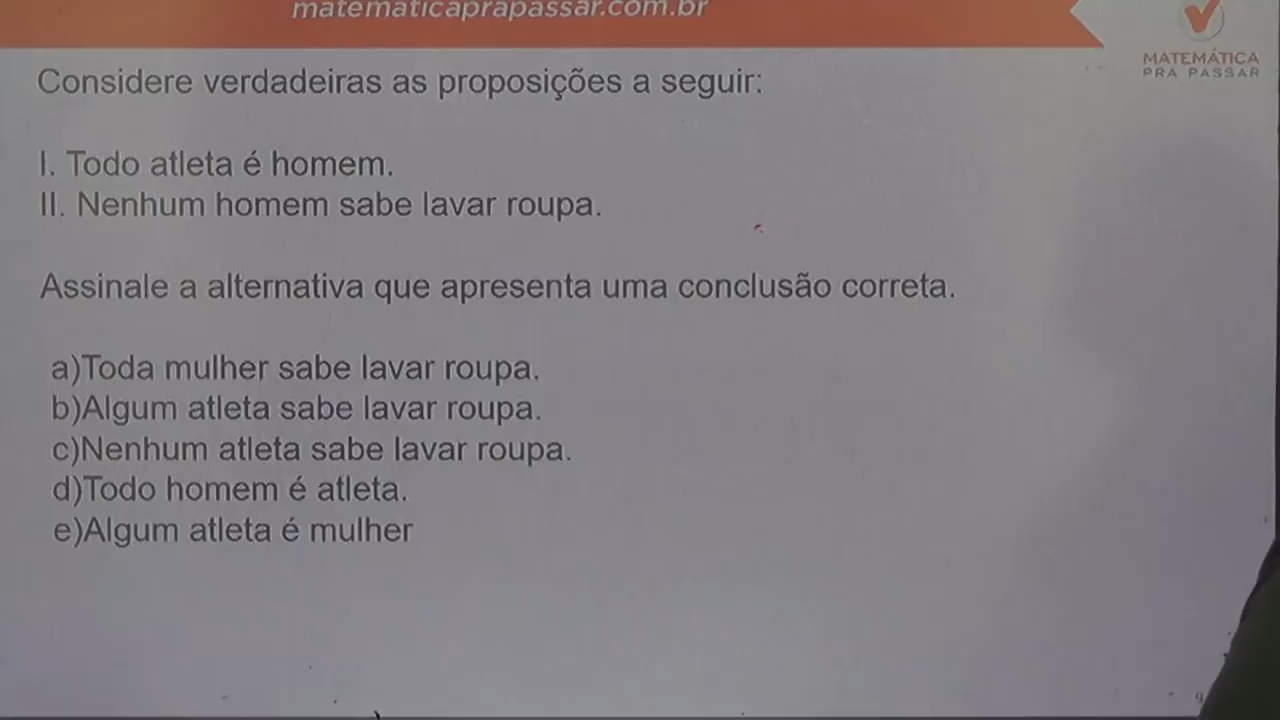 matematicaprapassar.com.br
MATEMÁTICA
PRA PASSAR
Considere verdadeiras as proposições a seguir:
I. Todo atleta é homem.
II. Nenhum homem sabe lavar roupa.
Assinale a alternativa que apresenta uma conclusão correta.
a)Toda mulher sabe lavar roupa.
b)Algum atleta sabe lavar roupa.
c)Nenhum atleta sabe lavar roupa.
d)Todo homem é atleta.
e)Algum atleta é mulher
9